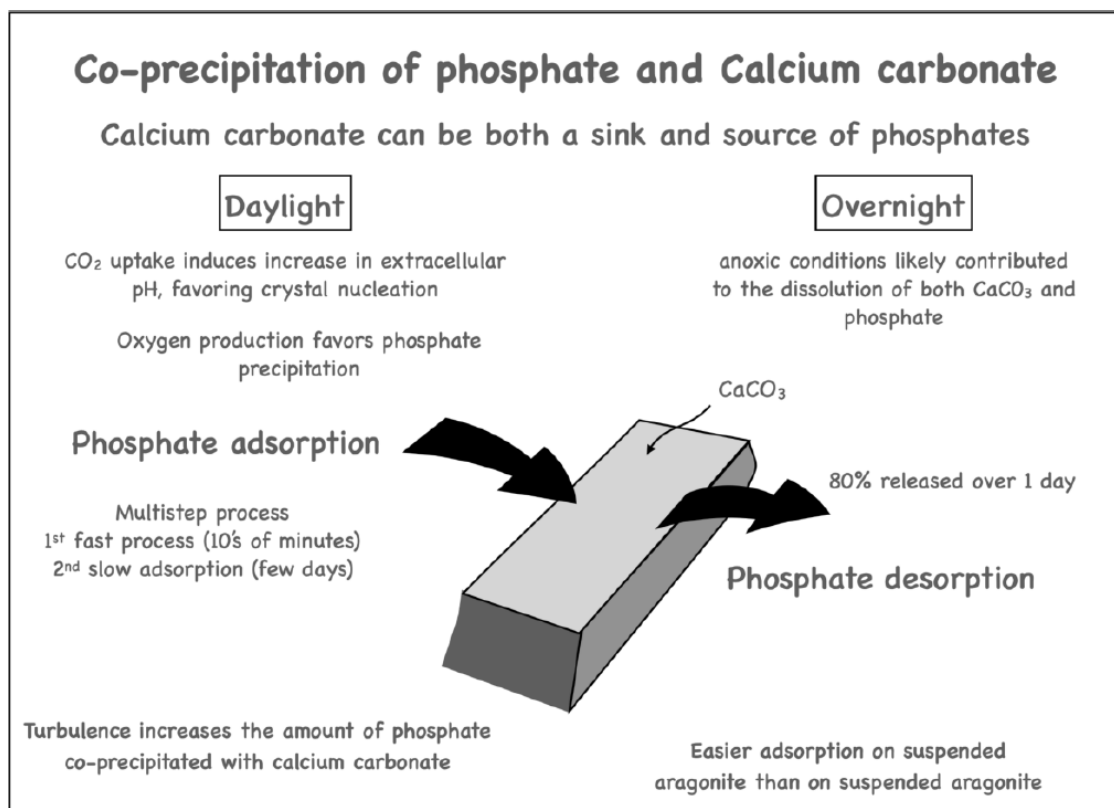 Co-precipitation of phosphate and Calcium carbonate
Calcium carbonate can be both a sink and source of phosphates
Daylight
CO₂ uptake induces increase in extracellular
pH, favoring crystal nucleation
Oxygen production favors phosphate
precipitation
Phosphate adsorption
Multistep process
1st fast process (10's of minutes)
2nd slow adsorption (few days)
Turbulence increases the amount of phosphate
co-precipitated with calcium carbonate
Overnight
anoxic conditions likely contributed
to the dissolution of both CaCO₃ and
phosphate
CaCO₃
80% released over 1 day
Phosphate desorption
Easier adsorption on suspended
aragonite than on suspended aragonite